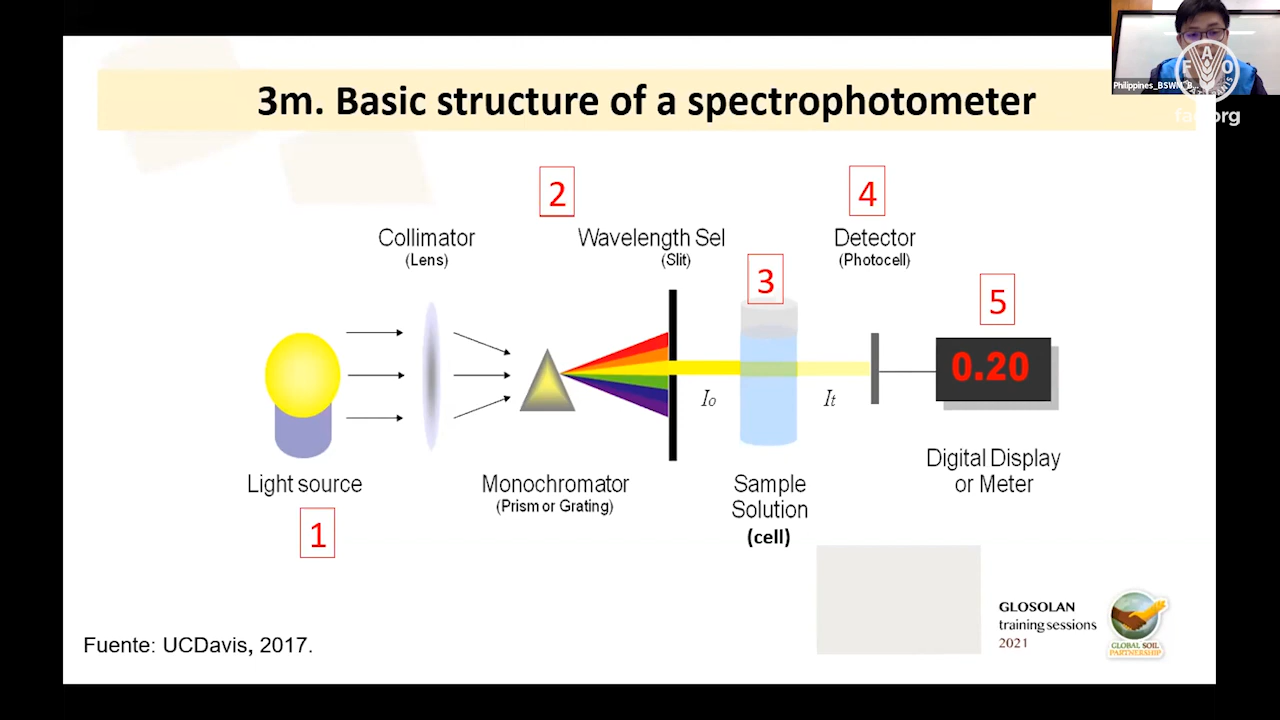 3m. Basic structure of a spectrophotometer
Philippines_BSWM_B...
FAO
fao.org
2
4
Collimator
(Lens)
Wavelength Sel
(Slit)
Detector
(Photocell)
3
5
0.20
Io
It
Light source
Monochromator
(Prism or Grating)
Sample
Solution
(cell)
Digital Display
or Meter
1
Fuente: UCDavis, 2017.
GLOSOLAN
training sessions
2021
GLOBAL SOIL
PARTNERSHIP